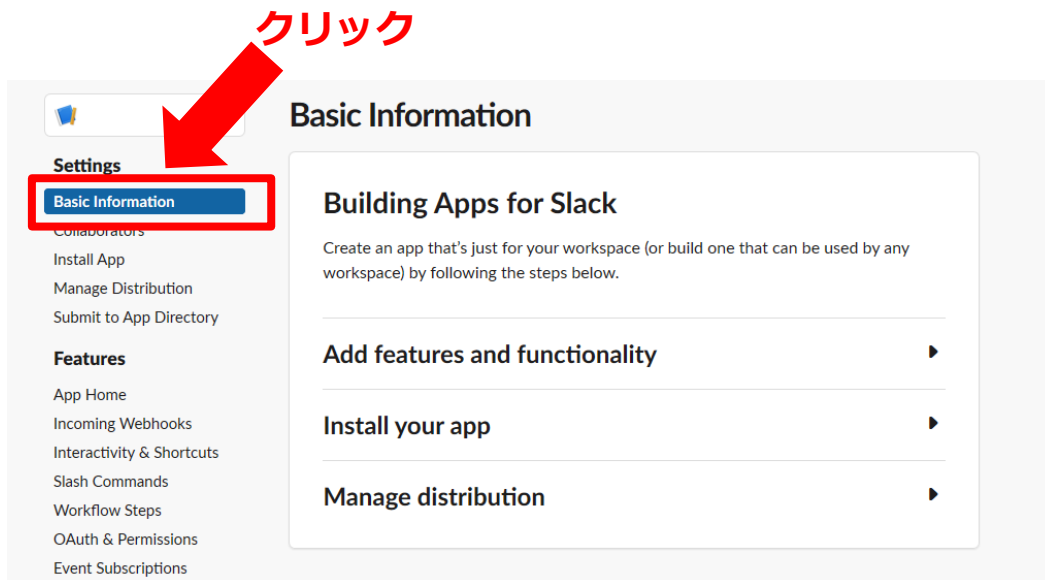 クリック
Basic Information
Settings
Basic Information
Collaborators
Install App
Manage Distribution
Submit to App Directory
Features
App Home
Incoming Webhooks
Interactivity & Shortcuts
Slash Commands
Workflow Steps
OAuth & Permissions
Event Subscriptions
Building Apps for Slack
Create an app that's just for your workspace (or build one that can be used by any
workspace) by following the steps below.
Add features and functionality
Install your app
Manage distribution